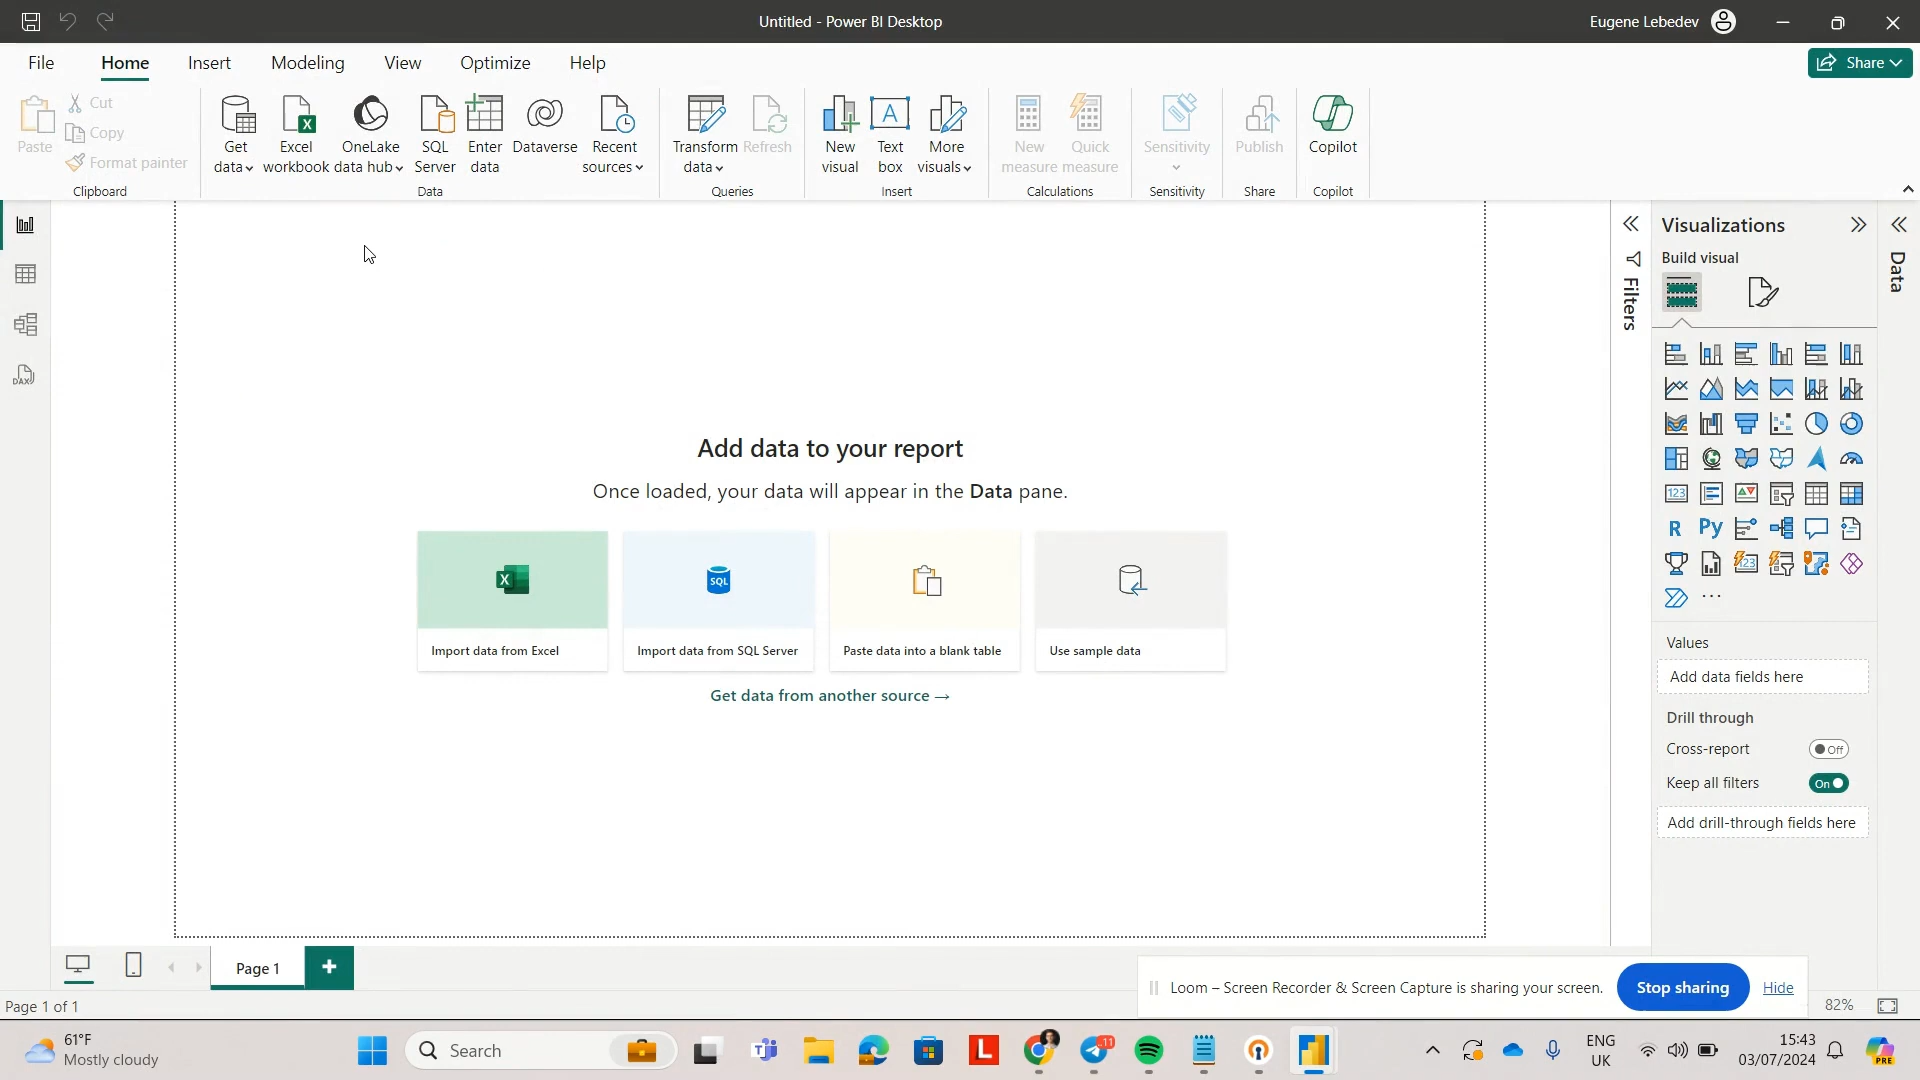 Untitled - Power BI Desktop
Eugene Lebedev
File
Home
Insert
Modeling
View
Optimize
Help
Share
Paste
Cut
Copy
Format painter
Clipboard
Get
data
Excel
workbook
OneLake
data hub
SQL
Server
Enter
data
Dataverse
Recent
sources
Data
Transform
data
Refresh
Queries
New
visual
A
Text
box
More
visuals
Insert
New
measure
Quick
measure
Calculations
Sensitivity
Sensitivity
Publish
Share
Copilot
Copilot
DAX
Add data to your report
Once loaded, your data will appear in the Data pane.
X
SQL
Import data from Excel
Import data from SQL Server
Paste data into a blank table
Use sample data
Get data from another source →
Filters
Visualizations
Build visual
123
R
Py
123
...
Values
Add data fields here
Drill through
Cross-report
Off
Keep all filters
On
Add drill-through fields here
Data
Page 1
Page 1 of 1
Loom – Screen Recorder & Screen Capture is sharing your screen.
Stop sharing
Hide
82%
61°F
Mostly cloudy
Search
L
11
ENG
UK
15:43
03/07/2024
PRE